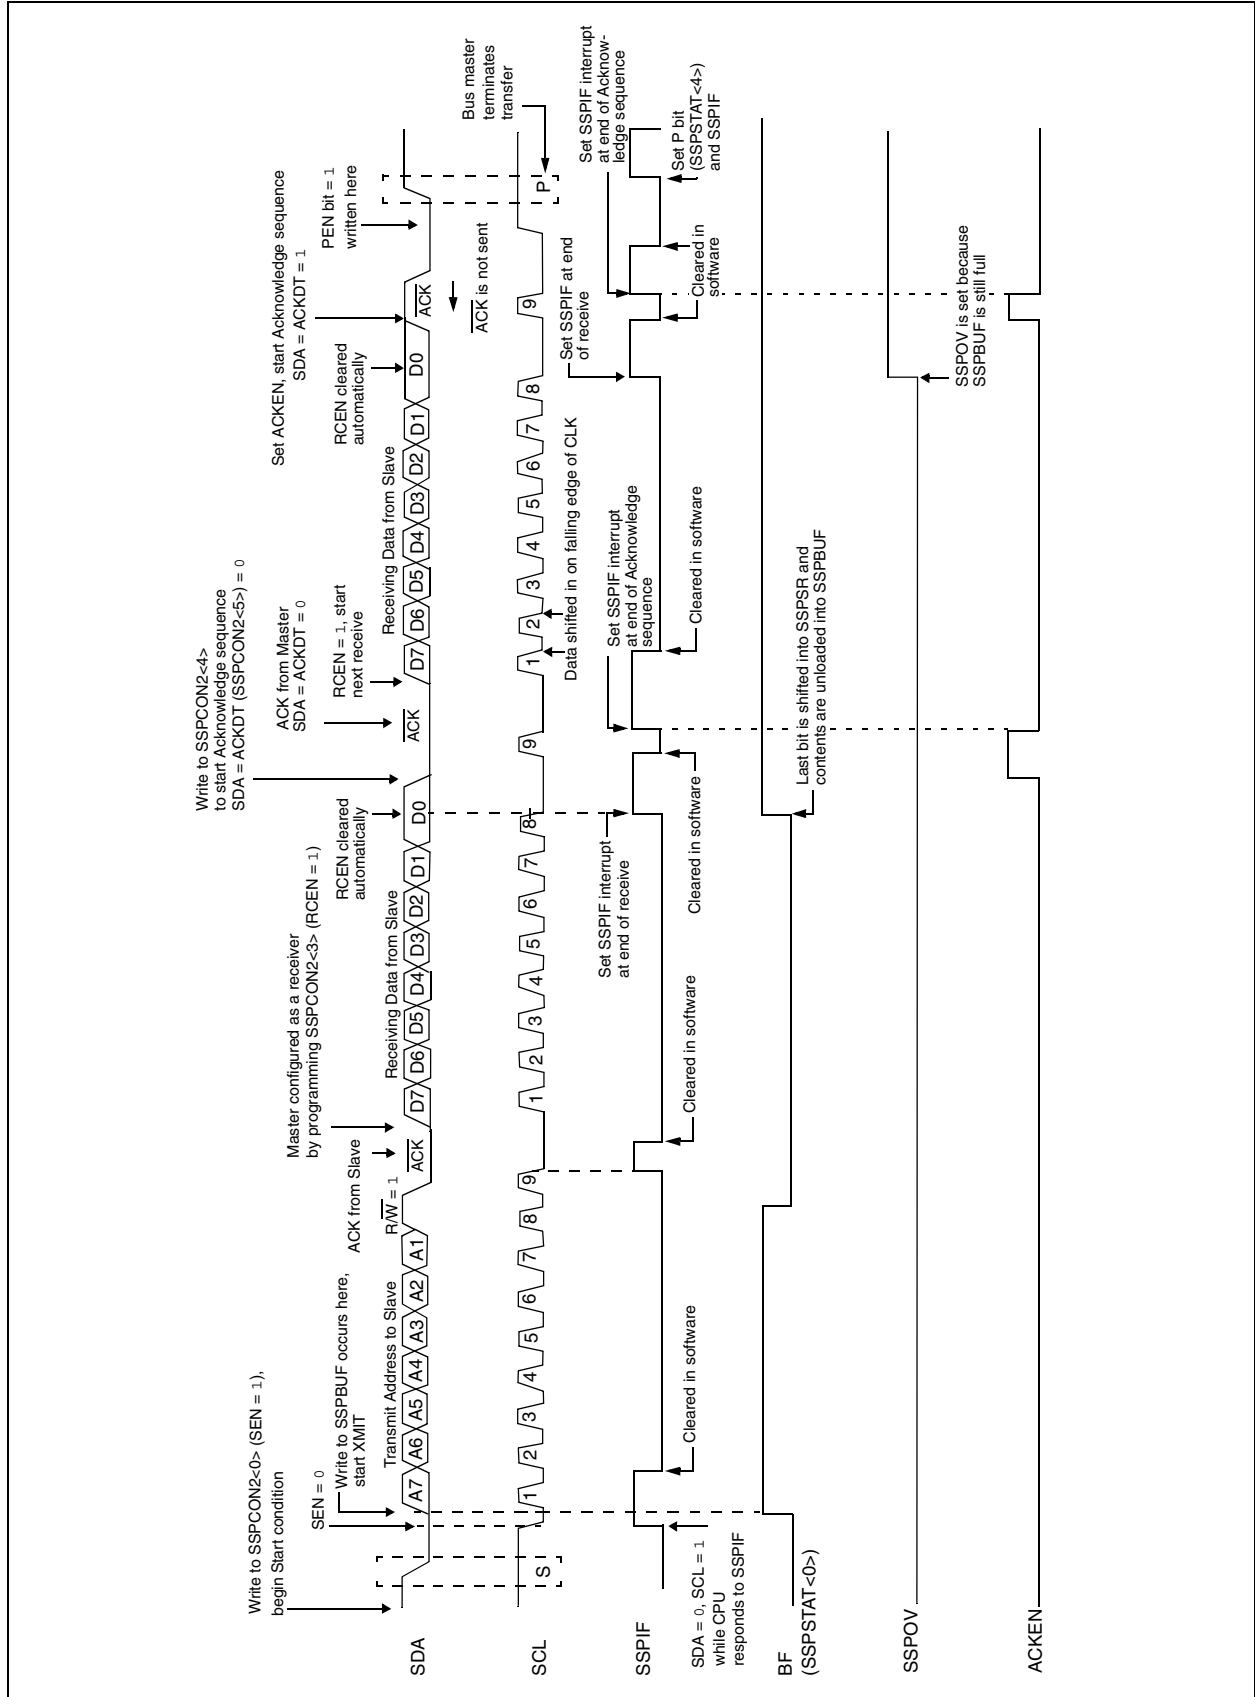 Write to SSPCON2<0> (SEN = 1),
begin Start condition
SEN = 0
Write to SSPBUF occurs here,
start XMIT
Transmit Address to Slave
R/W = 1
ACK from Slave
Master configured as a receiver
by programming SSPCON2<3> (RCEN = 1)
Receiving Data from Slave
RCEN cleared
automatically
Write to SSPCON2<4>
to start Acknowledge sequence
SDA = ACKDT (SSPCON2<5>) = 0
ACK from Master
SDA = ACKDT = 0
RCEN = 1, start
next receive
Receiving Data from Slave
RCEN cleared
automatically
Set ACKEN, start Acknowledge sequence
SDA = ACKDT = 1
PEN bit = 1
written here
SDA
A7 A6 A5 A4 A3 A2 A1
ACK
D7 D6 D5 D4 D3 D2 D1 D0
ACK
D7 D6 D5 D4 D3 D2 D1 D0
ACK
ACK is not sent
Bus master
terminates
transfer
SCL
S
1 2 3 4 5 6 7 8 9
1 2 3 4 5 6 7 8 9
1 2 3 4 5 6 7 8 9
P
Data shifted in on falling edge of CLK
Set SSPIF interrupt
at end of receive
Set SSPIF interrupt
at end of Acknowledge
sequence
Set SSPIF at end
of receive
Set SSPIF interrupt
at end of Acknow-
ledge sequence
SSPIF
SDA = 0, SCL = 1
while CPU
responds to SSPIF
Cleared in software
Cleared in software
Cleared in software
Cleared in software
Cleared in
software
Set P bit
(SSPSTAT<4>)
and SSPIF
BF
(SSPSTAT<0>)
Last bit is shifted into SSPSR and
contents are unloaded into SSPBUF
SSPOV
SSPOV is set because
SSPBUF is still full
ACKEN